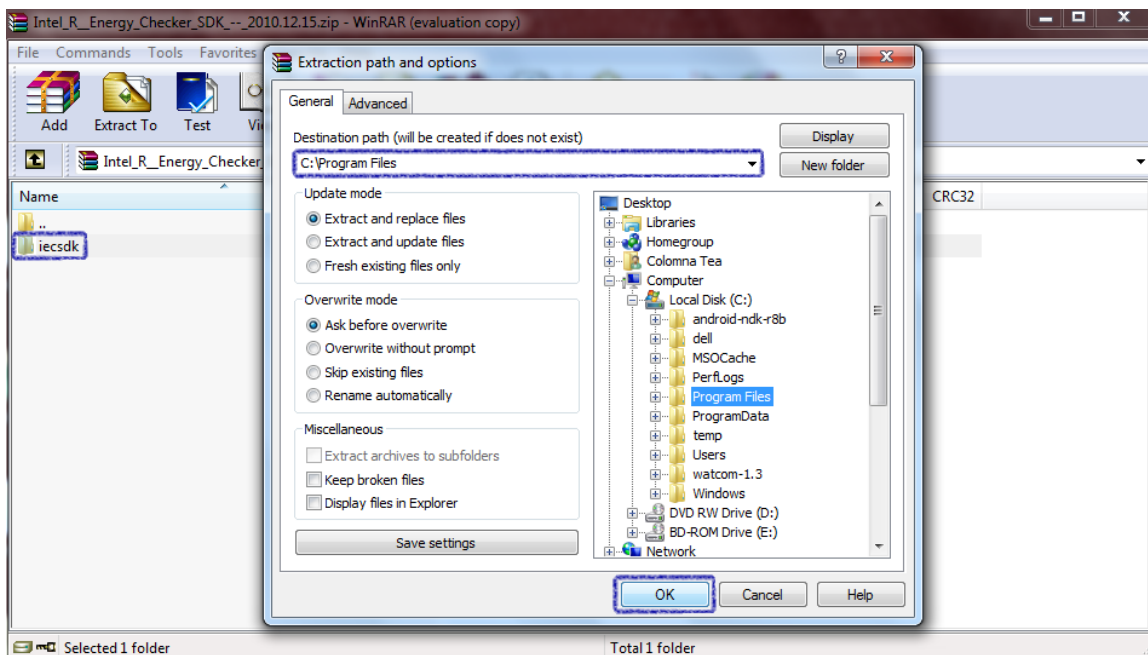 Intel_R__Energy_Checker_SDK_--_2010.12.15.zip - WinRAR (evaluation copy)
File Commands Tools Favorites
Extraction path and options
Add Extract To Test
General Advanced
Destination path (will be created if does not exist)
Display
Intel_R__Energy_Checker
C:\Program Files
New folder
Name
CRC32
..
iecsdk
Update mode
Extract and replace files
Extract and update files
Fresh existing files only
Overwrite mode
Ask before overwrite
Overwrite without prompt
Skip existing files
Rename automatically
Miscellaneous
Extract archives to subfolders
Keep broken files
Display files in Explorer
Save settings
Desktop
Libraries
Homegroup
Colomna Tea
Computer
Local Disk (C:)
android-ndk-r8b
dell
MSOCache
PerfLogs
Program Files
ProgramData
temp
Users
watcom-1.3
Windows
DVD RW Drive (D:)
BD-ROM Drive (E:)
Network
OK Cancel Help
Selected 1 folder
Total 1 folder